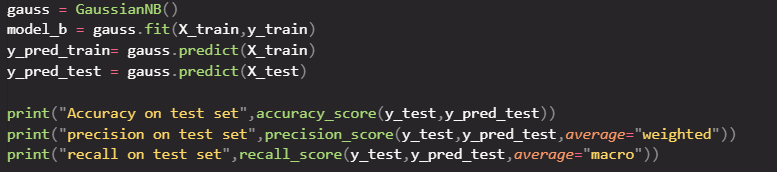 gauss = GaussianNB()
model_b = gauss.fit(X_train,y_train)
y_pred_train= gauss.predict(X_train)
y_pred_test = gauss.predict(X_test)
print("Accuracy on test set",accuracy_score(y_test,y_pred_test))
print("precision on test set",precision_score(y_test,y_pred_test,average="weighted"))
print("recall on test set",recall_score(y_test,y_pred_test,average="macro"))